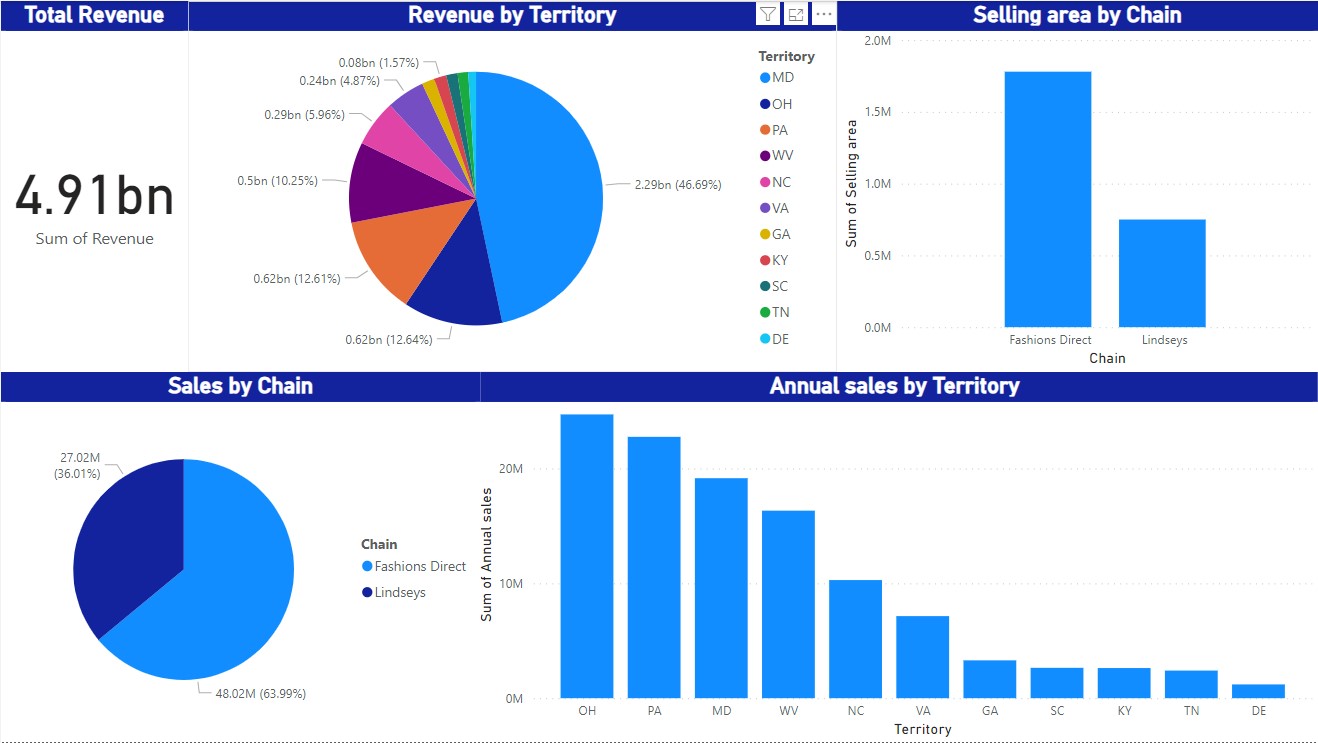 Total Revenue
4.91bn
Sum of Revenue
Revenue by Territory
0.08bn (1.57%)
0.24bn (4.87%)
0.29bn (5.96%)
0.5bn (10.25%)
0.62bn (12.61%)
0.62bn (12.64%)
2.29bn (46.69%)
Territory
MD
OH
PA
WV
NC
VA
GA
KY
SC
TN
DE
Selling area by Chain
Sum of Selling area
2.0M
1.5M
1.0M
0.5M
0.0M
Fashions Direct
Lindseys
Chain
Sales by Chain
27.02M
(36.01%)
48.02M (63.99%)
Chain
Fashions Direct
Lindseys
Annual sales by Territory
Sum of Annual sales
20M
10M
0M
OH
PA
MD
WV
NC
VA
GA
SC
KY
TN
DE
Territory